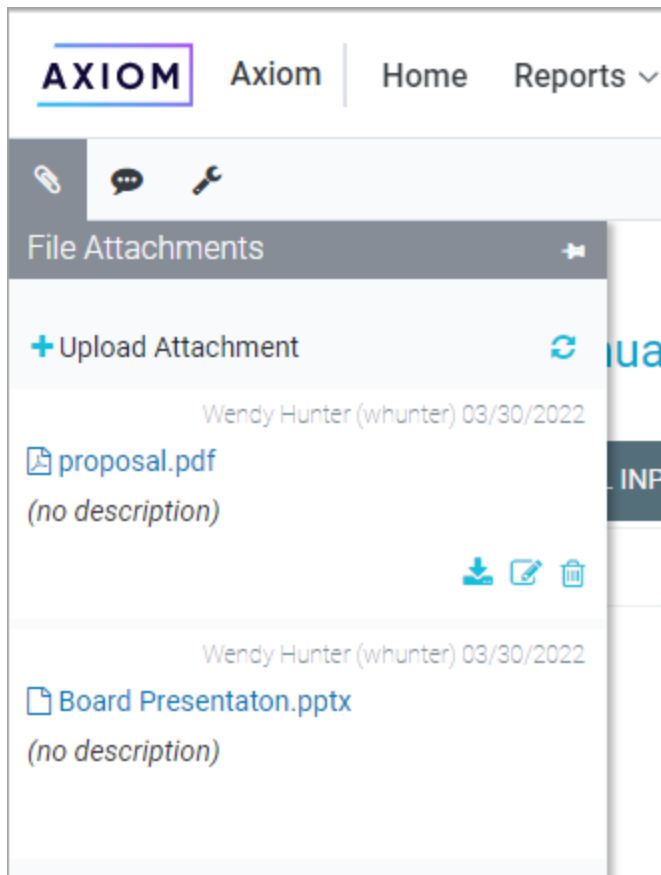 AXIOM Axiom Home Reports
File Attachments
Upload Attachment
Wendy Hunter (whunter) 03/30/2022
proposal.pdf
INP
(no description)
Wendy Hunter (whunter) 03/30/2022
Board Presentaton.pptx
(no description)